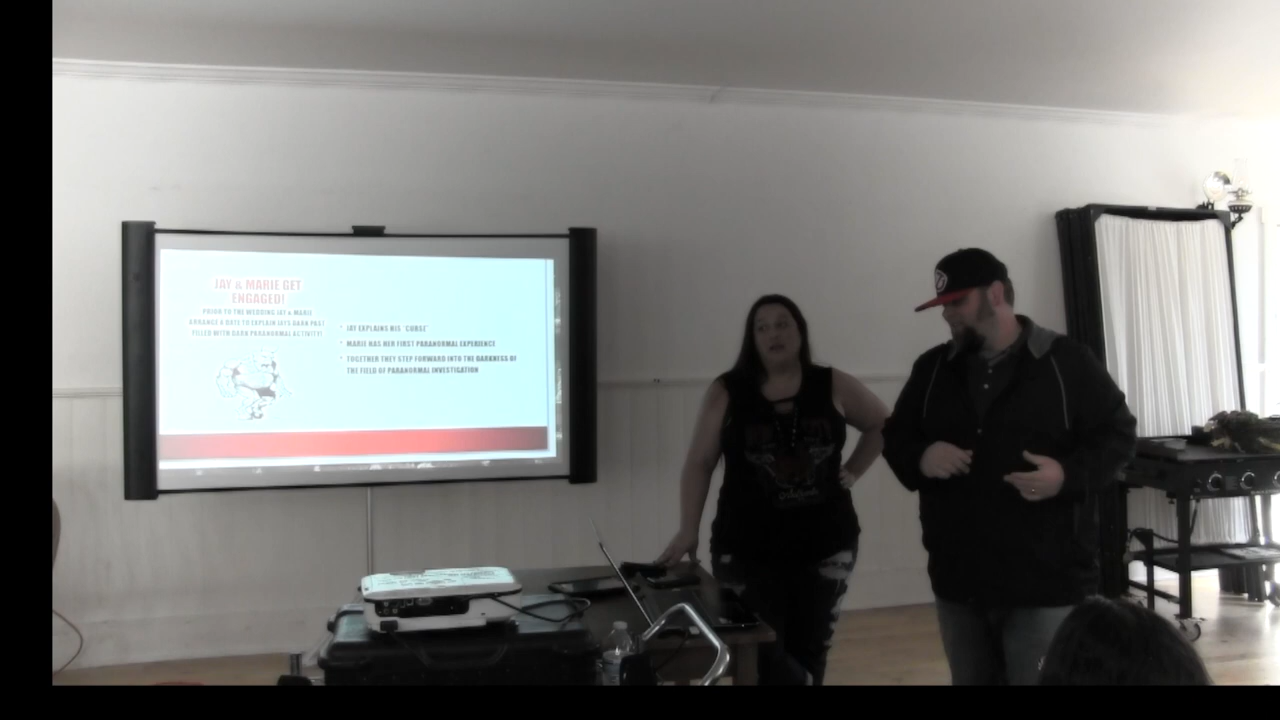 JAY & MARIE GET
ENGAGED!
PRIOR TO THE WEDDING JAY & MARIE
ARRANGE A DATE TO EXPLAIN JAYS DARK PAST
FILLED WITH DARK PARANORMAL ACTIVITY!
* JAY EXPLAINS HIS "CURSE"
* MARIE HAS HER FIRST PARANORMAL EXPERIENCE
* TOGETHER THEY STEP FORWARD INTO THE DARKNESS OF
THE FIELD OF PARANORMAL INVESTIGATION